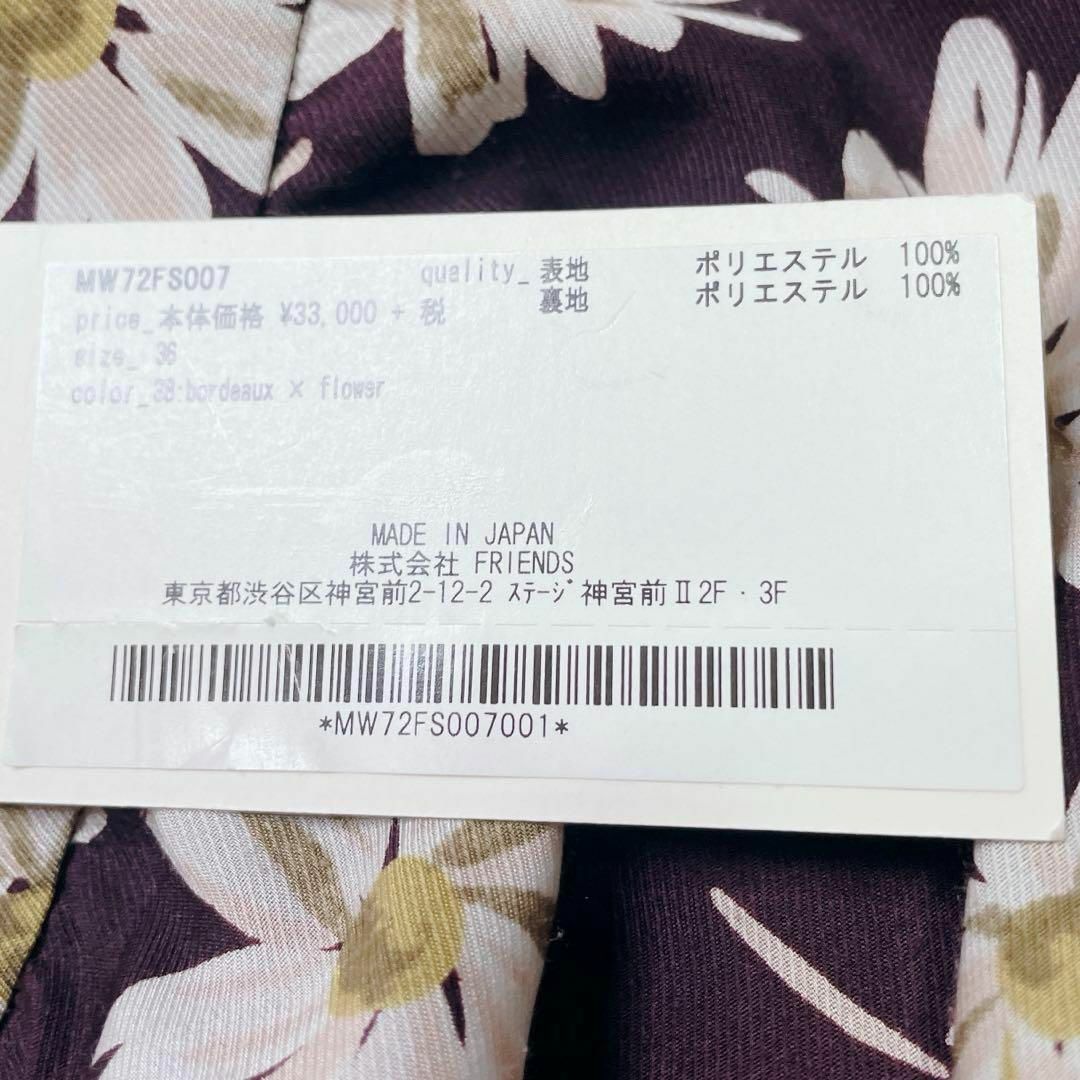 MW72FS007 quality_ 表地 ポリエステル 100%
裏地 ポリエステル 100%
price_ 本体価格 ¥33,000 + 税
size_ 36
color_38:bordeaux × flower
MADE IN JAPAN
株式会社 FRIENDS
東京都渋谷区神宮前2-12-2 ｽﾃｰｼﾞ神宮前Ⅱ2F・3F
*MW72FS007001*